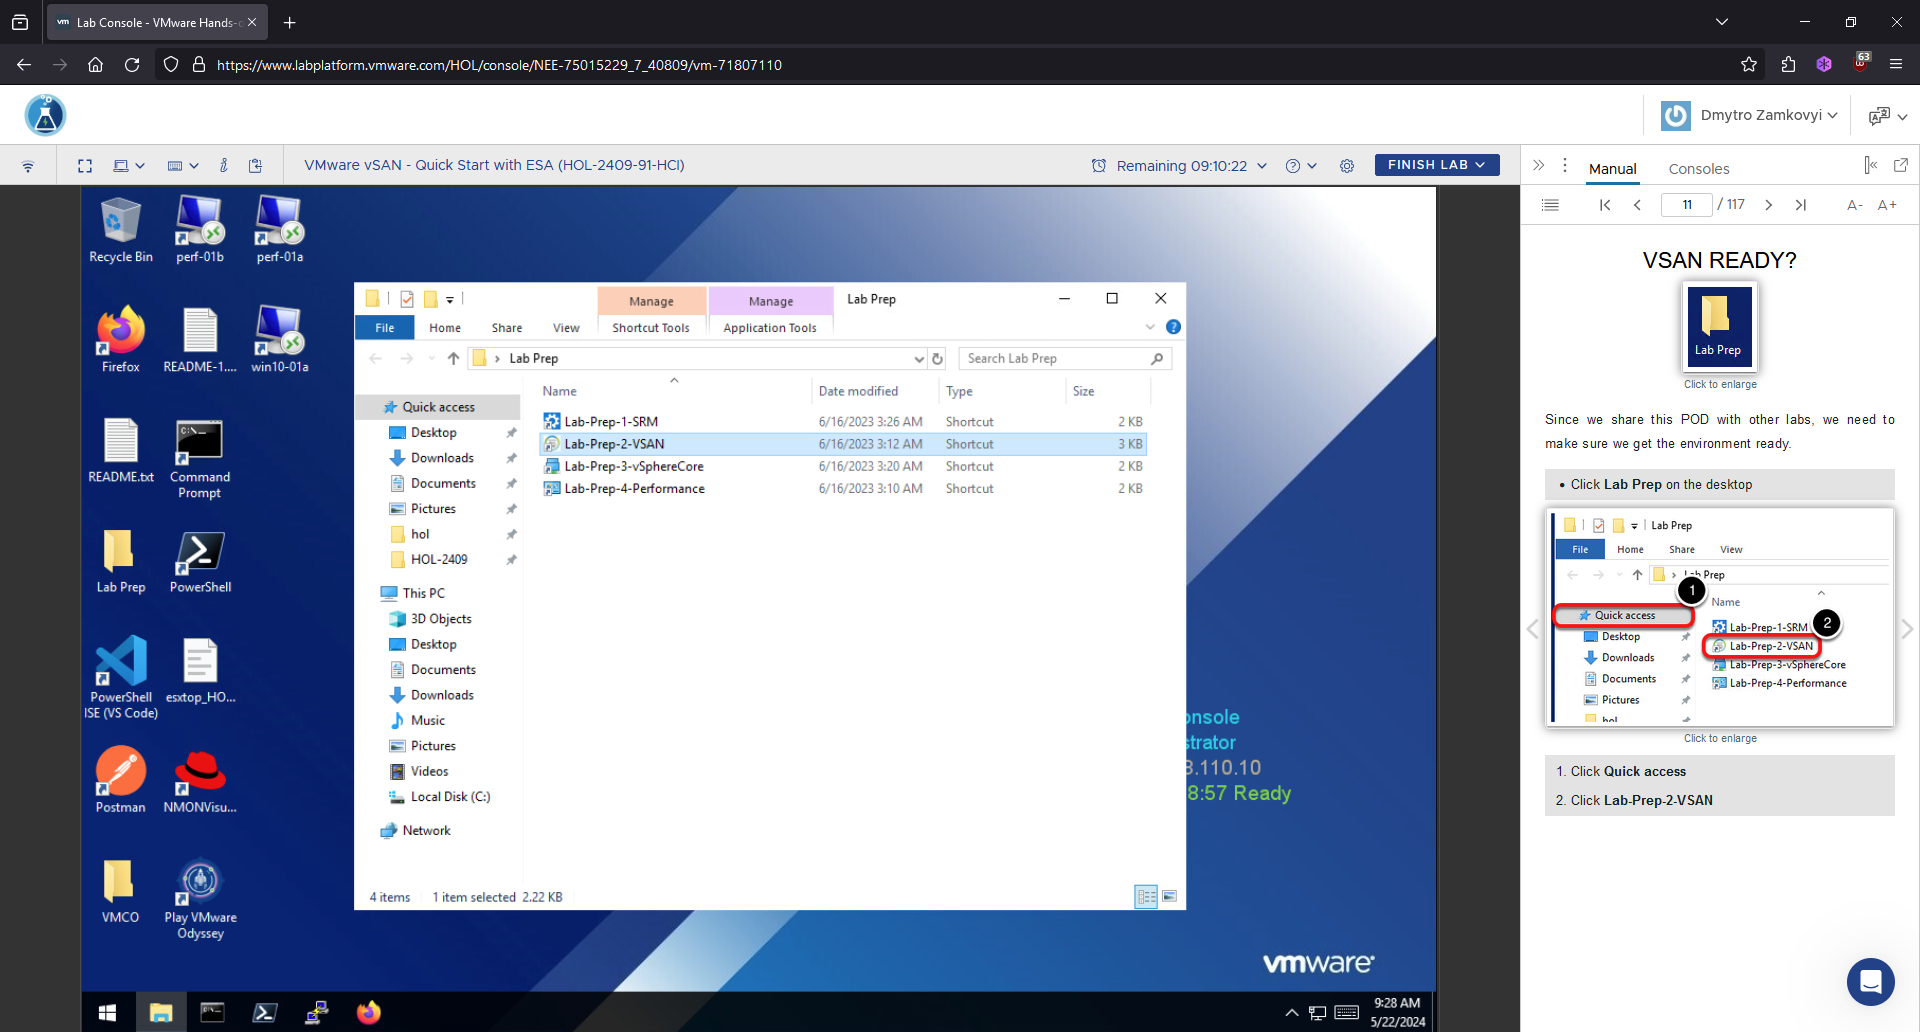 Lab Console - VMware Hands-
https://www.labplatform.vmware.com/HOL/console/NEE-75015229_7_40809/vm-71807110
63
Dmytro Zamkovyi
VMware vSAN - Quick Start with ESA (HOL-2409-91-HCI)
Remaining 09:10:22
FINISH LAB
Manual
Consoles
11 / 117
A-
A+
Recycle Bin
perf-01b
perf-01a
Firefox
README-1....
win10-01a
README.txt
Command
Prompt
Lab Prep
PowerShell
PowerShell
ISE (VS Code)
esxtop_HO...
Postman
NMONVisu...
VMCO
Play VMware
Odyssey
Manage
Manage
Lab Prep
File
Home
Share
View
Shortcut Tools
Application Tools
Lab Prep
Search Lab Prep
Name
Date modified
Type
Size
Lab-Prep-1-SRM 6/16/2023 3:26 AM Shortcut 2 KB
Lab-Prep-2-VSAN 6/16/2023 3:12 AM Shortcut 3 KB
Lab-Prep-3-vSphereCore 6/16/2023 3:20 AM Shortcut 2 KB
Lab-Prep-4-Performance 6/16/2023 3:10 AM Shortcut 2 KB
Quick access
Desktop
Downloads
Documents
Pictures
hol
HOL-2409
This PC
3D Objects
Desktop
Documents
Downloads
Music
Pictures
Videos
Local Disk (C:)
Network
4 items
1 item selected 2.22 KB
onsole
strator
8.110.10
8:57 Ready
vmware
9:28 AM
5/22/2024
VSAN READY?
Lab Prep
Click to enlarge
Since we share this POD with other labs, we need to
make sure we get the environment ready.
• Click Lab Prep on the desktop
Lab Prep
File
Home
Share
View
Lab Prep
1
Name
Quick access
2
Lab-Prep-1-SRM
Desktop
Lab-Prep-2-VSAN
Downloads
Lab-Prep-3-vSphereCore
Documents
Lab-Prep-4-Performance
Pictures
hol
Click to enlarge
1. Click Quick access
2. Click Lab-Prep-2-VSAN